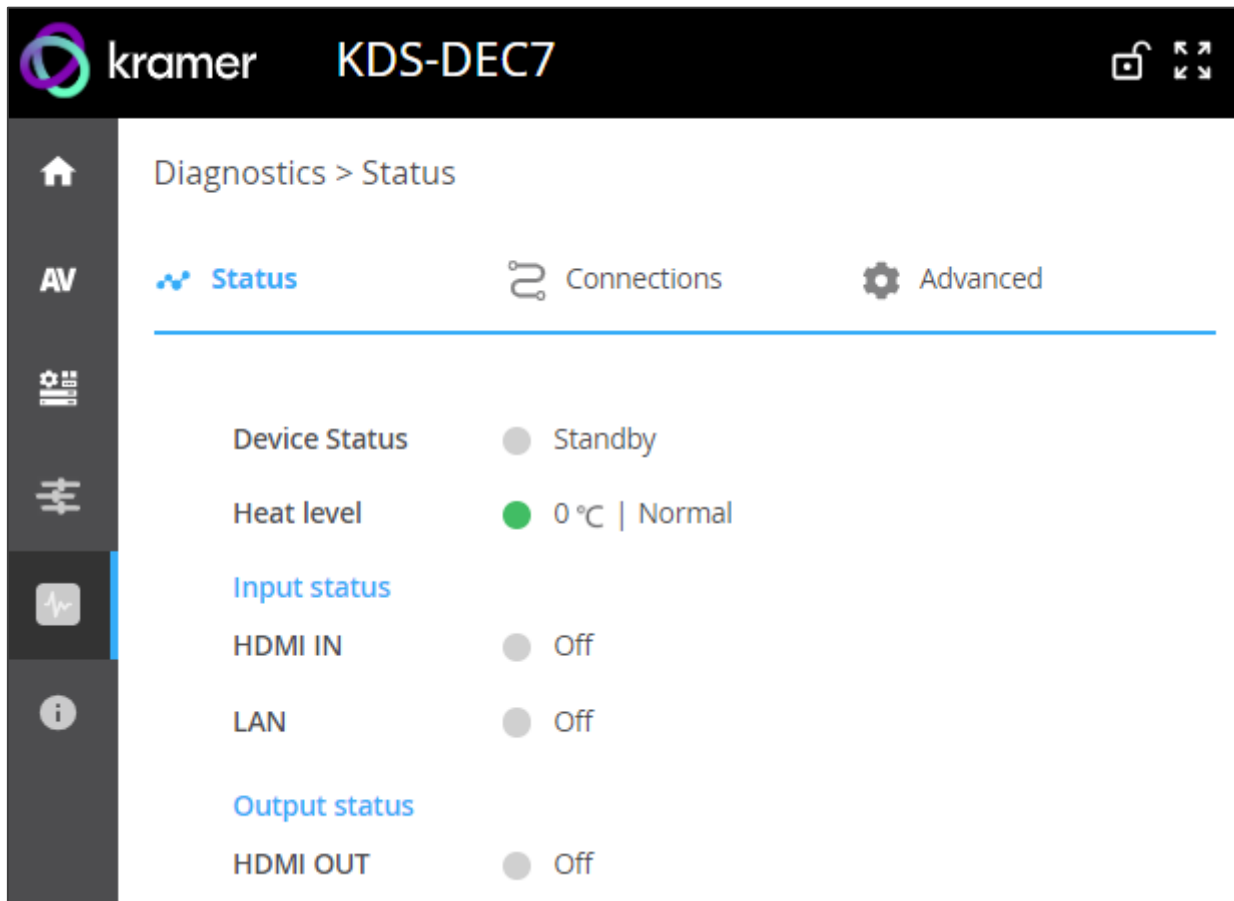 kramer KDS-DEC7
Diagnostics > Status
AV
Status Connections Advanced
Device Status Standby
Heat level 0 °C | Normal
Input status
HDMI IN Off
LAN Off
Output status
HDMI OUT Off